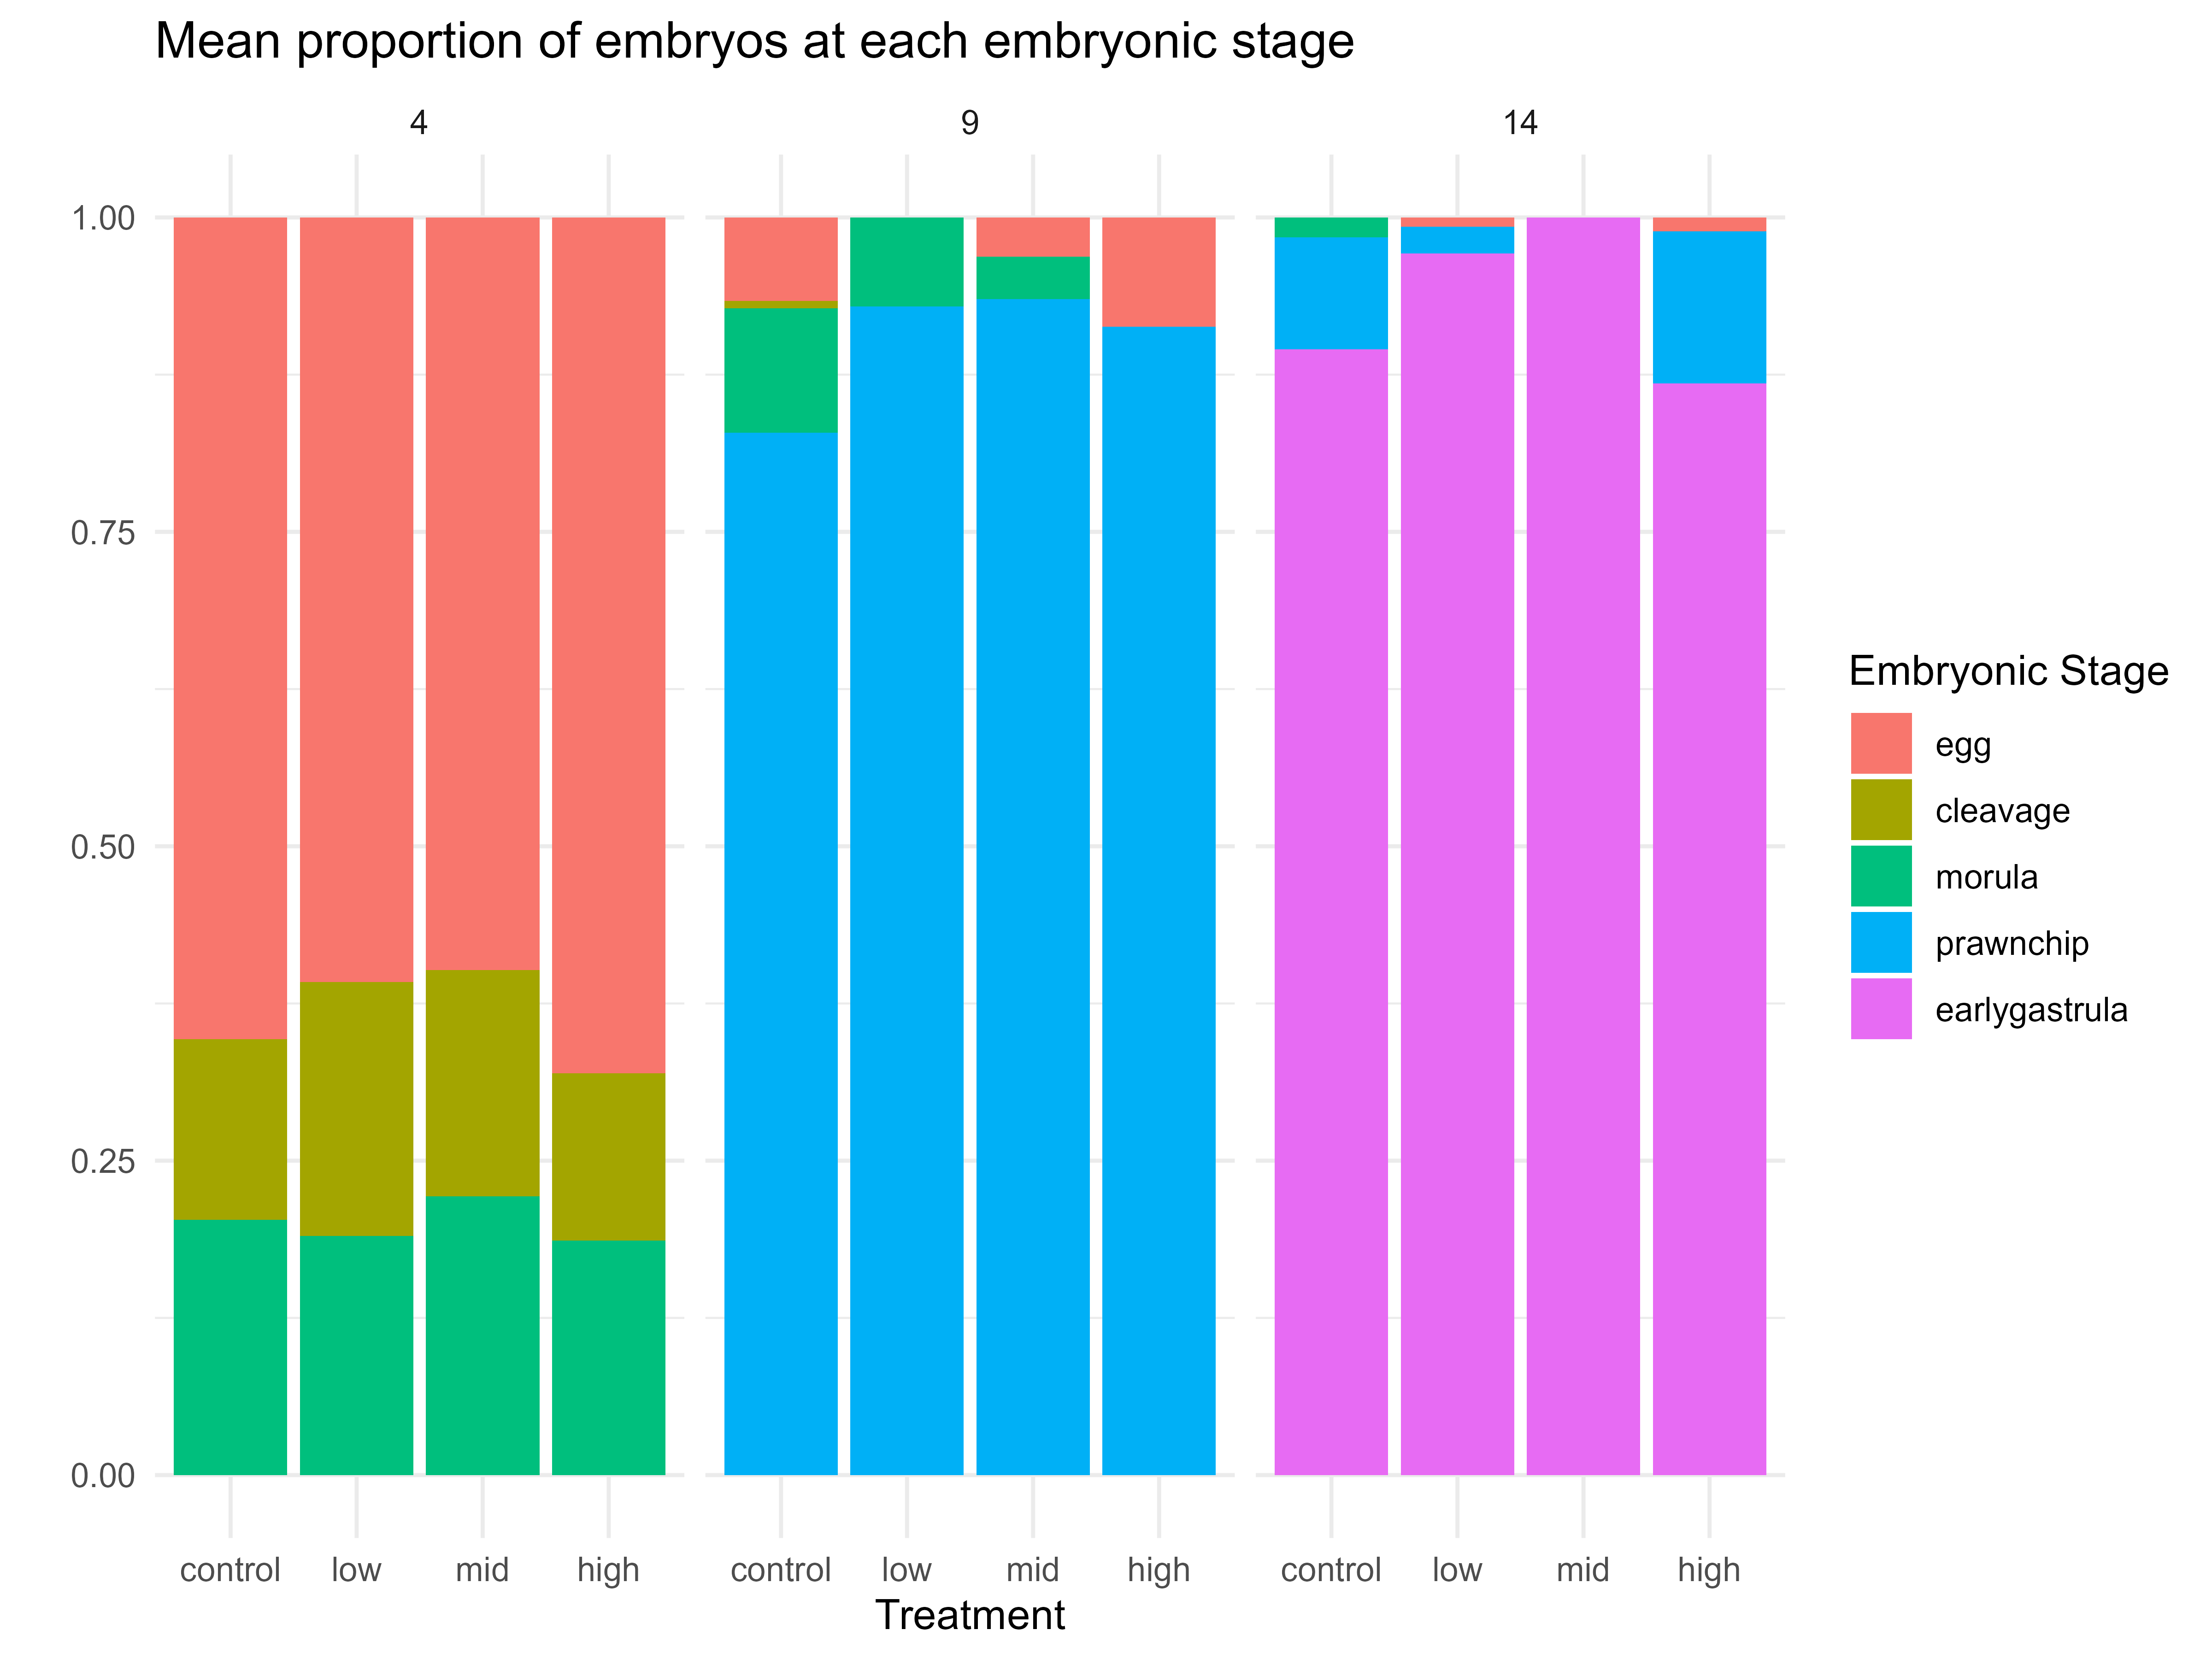 Mean proportion of embryos at each embryonic stage
4 9 14
1.00
0.75
0.50
0.25
0.00
control low mid high control low mid high control low mid high
Treatment
Embryonic Stage
egg
cleavage
morula
prawnchip
earlygastrula